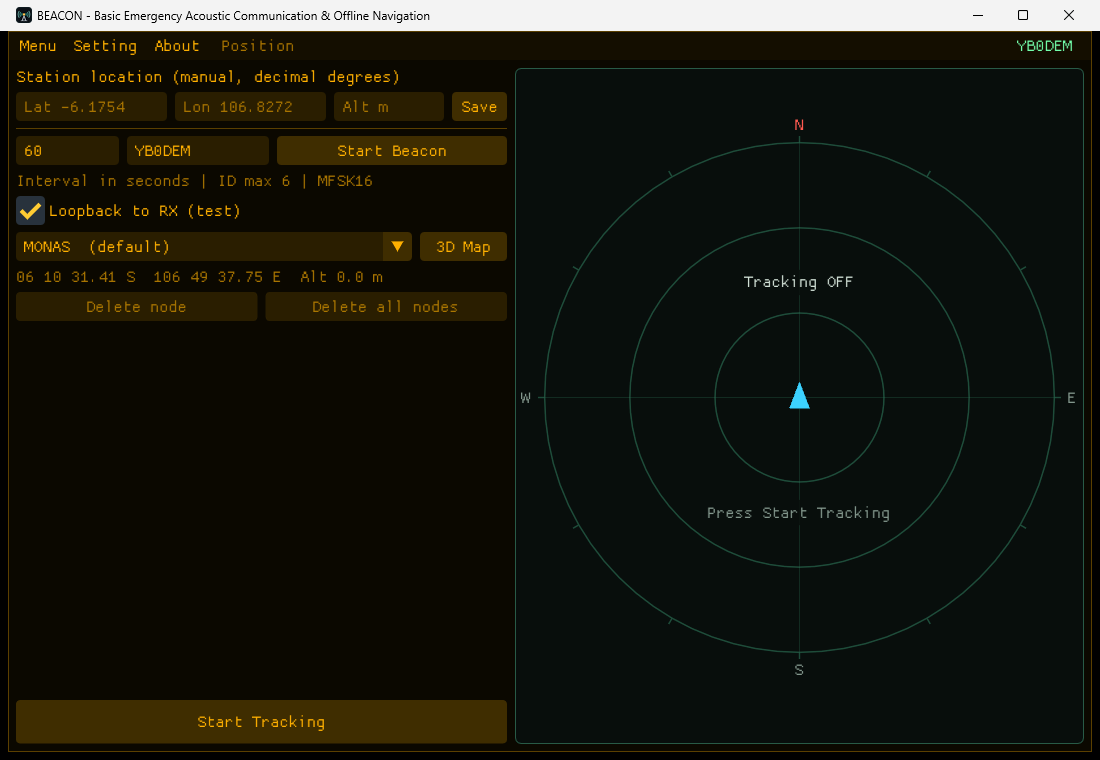 BEACON - Basic Emergency Acoustic Communication & Offline Navigation
Menu Setting About Position YB0DEM
Station location (manual, decimal degrees)
Lat -6.1754 Lon 106.8272 Alt m Save
60 YB0DEM Start Beacon
Interval in seconds | ID max 6 | MFSK16
Loopback to RX (test)
MONAS (default) 3D Map
06 10 31.41 S 106 49 37.75 E Alt 0.0 m
Delete node Delete all nodes
Start Tracking
N
Tracking OFF
W E
Press Start Tracking
S